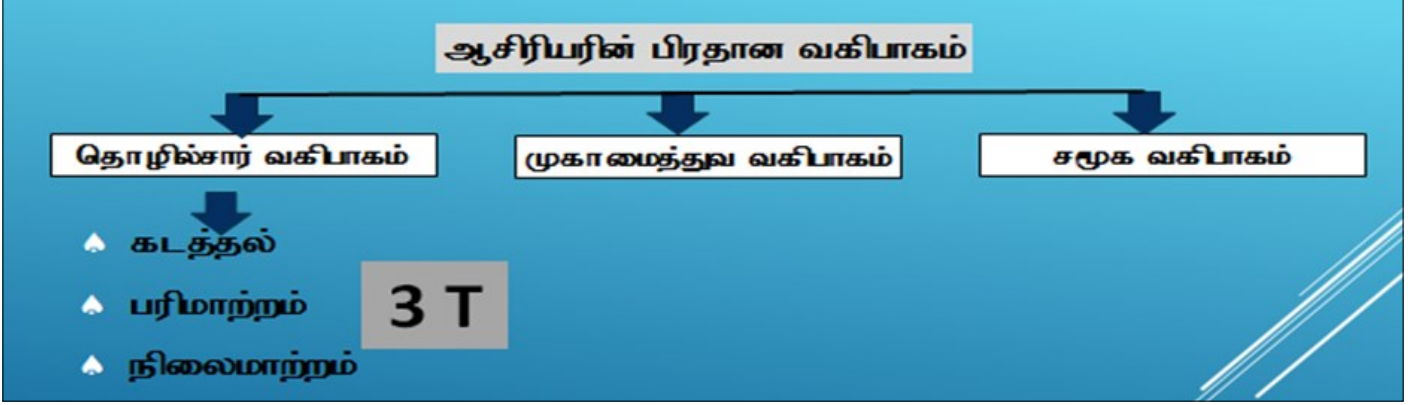 ஆசிரியரின் பிரதான வகிபாகம்
தொழில்சார் வகிபாகம்
முகாமைத்துவ வகிபாகம்
சமூக வகிபாகம்
கடத்தல்
பரிமாற்றம்
3 T
நிலைமாற்றம்